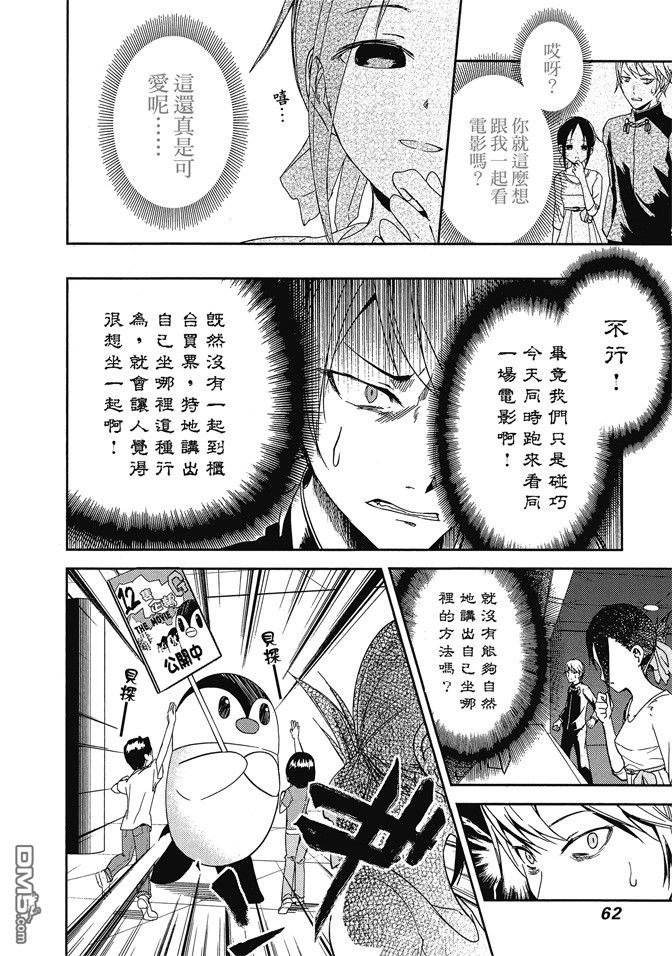 哎呀？
你就這麼想
跟我一起看
電影嗎？
嘻…
這還真是可
愛呢……
不行！
畢竟我們只是碰巧
今天同時跑來看同
一場電影啊！
既然沒有一起到櫃
台買票，特地講出
自己坐哪裡這種行
為，就會讓人覺得
很想坐一起啊！
就沒有能夠自然
地講出自己坐哪
裡的方法嗎？
12
THE MOVIE
公開中
貝探—
貝探—
62
DM5
.com